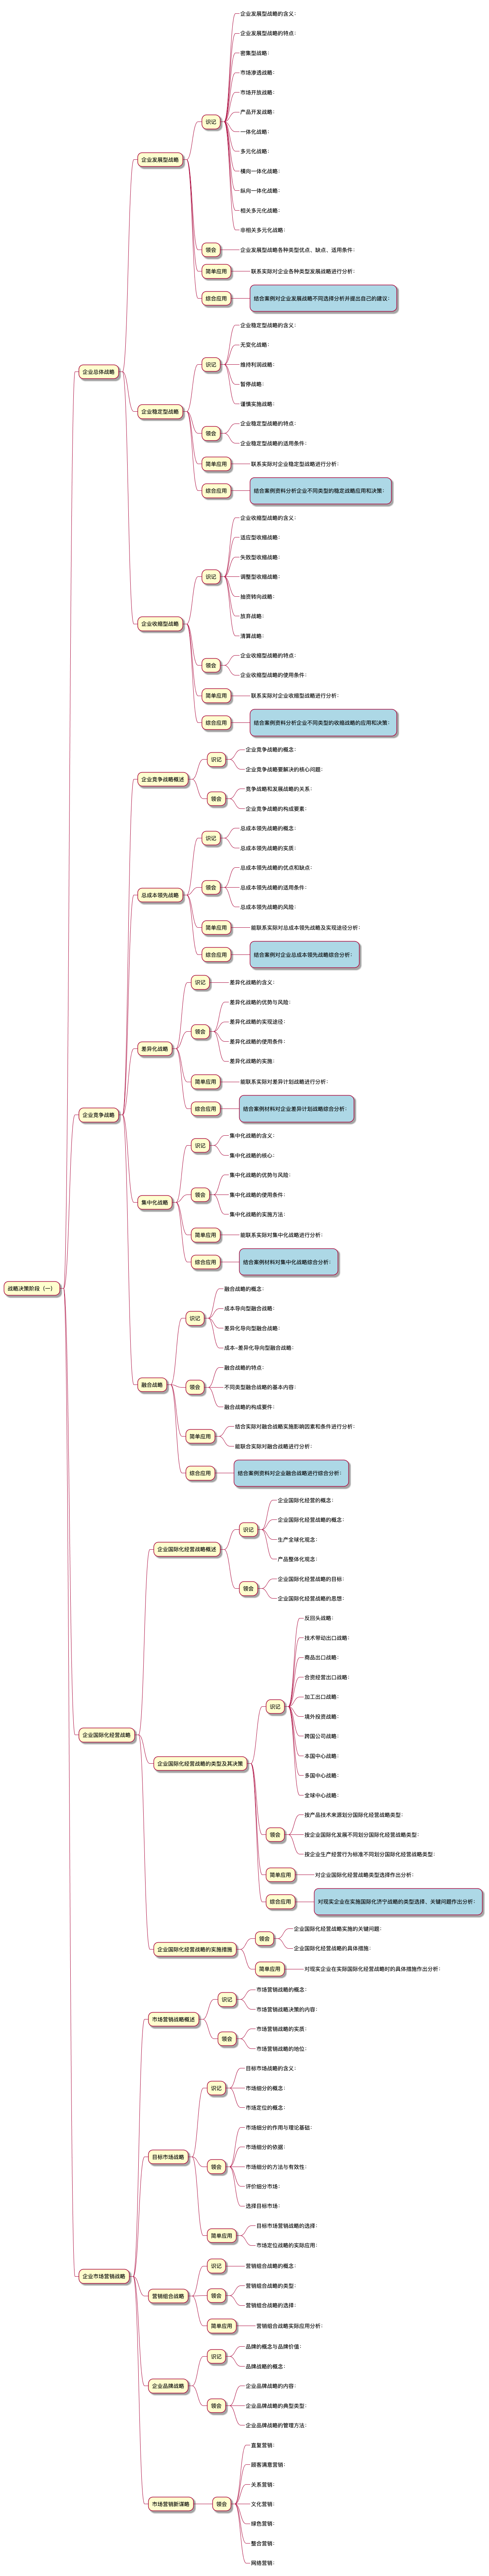 战略决策阶段（一）
企业总体战略
企业发展型战略
识记
企业发展型战略的含义：
企业发展型战略的特点：
密集型战略：
市场渗透战略：
市场开放战略：
产品开发战略：
一体化战略：
多元化战略：
横向一体化战略：
纵向一体化战略：
相关多元化战略：
非相关多元化战略：
领会
企业发展型战略各种类型优点、缺点、适用条件：
简单应用
联系实际对企业各种类型发展战略进行分析：
综合应用
结合案例对企业发展战略不同选择分析并提出自己的建议：
企业稳定型战略
识记
企业稳定型战略的含义：
无变化战略：
维持利润战略：
暂停战略：
谨慎实施战略：
领会
企业稳定型战略的特点：
企业稳定型战略的适用条件：
简单应用
联系实际对企业稳定型战略进行分析：
综合应用
结合案例资料分析企业不同类型的稳定战略应用和决策：
企业收缩型战略
识记
企业收缩型战略的含义：
适应型收缩战略：
失败型收缩战略：
调整型收缩战略：
抽资转向战略：
放弃战略：
清算战略：
领会
企业收缩型战略的特点：
企业收缩型战略的使用条件：
简单应用
联系实际对企业收缩型战略进行分析：
综合应用
结合案例资料分析企业不同类型的收缩战略的应用和决策：
企业竞争战略
企业竞争战略概述
识记
企业竞争战略的概念：
企业竞争战略要解决的核心问题：
领会
竞争战略和发展战略的关系：
企业竞争战略的构成要素：
总成本领先战略
识记
总成本领先战略的概念：
总成本领先战略的实质：
领会
总成本领先战略的优点和缺点：
总成本领先战略的适用条件：
总成本领先战略的风险：
简单应用
能联系实际对总成本领先战略及实现途径分析：
综合应用
结合案例对企业总成本领先战略综合分析：
差异化战略
识记
差异化战略的含义：
领会
差异化战略的优势与风险：
差异化战略的实现途径：
差异化战略的使用条件：
差异化战略的实施：
简单应用
能联系实际对差异计划战略进行分析：
综合应用
结合案例材料对企业差异计划战略综合分析：
集中化战略
识记
集中化战略的含义：
集中化战略的核心：
领会
集中化战略的优势与风险：
集中化战略的使用条件：
集中化战略的实施方法：
简单应用
能联系实际对集中化战略进行分析：
综合应用
结合案例材料对集中化战略综合分析：
融合战略
识记
融合战略的概念：
成本导向型融合战略：
差异化导向型融合战略：
成本-差异化导向型融合战略：
领会
融合战略的特点：
不同类型融合战略的基本内容：
融合战略的构成要件：
简单应用
结合实际对融合战略实施影响因素和条件进行分析：
能联合实际对融合战略进行分析：
综合应用
结合案例资料对企业融合战略进行综合分析：
企业国际化经营战略
企业国际化经营战略概述
识记
企业国际化经营的概念：
企业国际化经营战略的概念：
生产全球化观念：
产品整体化观念：
领会
企业国际化经营战略的目标：
企业国际化经营战略的思想：
企业国际化经营战略的类型及其决策
识记
反回头战略：
技术带动出口战略：
商品出口战略：
合资经营出口战略：
加工出口战略：
境外投资战略：
跨国公司战略：
本国中心战略：
多国中心战略：
全球中心战略：
领会
按产品技术来源划分国际化经营战略类型：
按企业国际化发展不同划分国际化经营战略类型：
按企业生产经营行为标准不同划分国际化经营战略类型：
简单应用
对企业国际化经营战略类型选择作出分析：
综合应用
对现实企业在实施国际化济宁战略的类型选择、关键问题作出分析：
企业国际化经营战略的实施措施
领会
企业国际化经营战略实施的关键问题：
企业国际化经营战略的具体措施：
简单应用
对现实企业在实际国际化经营战略时的具体措施作出分析：
企业市场营销战略
市场营销战略概述
识记
市场营销战略的概念：
市场营销战略决策的内容：
领会
市场营销战略的实质：
市场营销战略的地位：
目标市场战略
识记
目标市场战略的含义：
市场细分的概念：
市场定位的概念：
领会
市场细分的作用与理论基础：
市场细分的依据：
市场细分的方法与有效性：
评价细分市场：
选择目标市场：
简单应用
目标市场营销战略的选择：
市场定位战略的实际应用：
营销组合战略
识记
营销组合战略的概念：
领会
营销组合战略的类型：
营销组合战略的选择：
简单应用
营销组合战略实际应用分析：
企业品牌战略
识记
品牌的概念与品牌价值：
品牌战略的概念：
领会
企业品牌战略的内容：
企业品牌战略的典型类型：
企业品牌战略的管理方法：
市场营销新谋略
领会
直复营销：
顾客满意营销：
关系营销：
文化营销：
绿色营销：
整合营销：
网络营销：